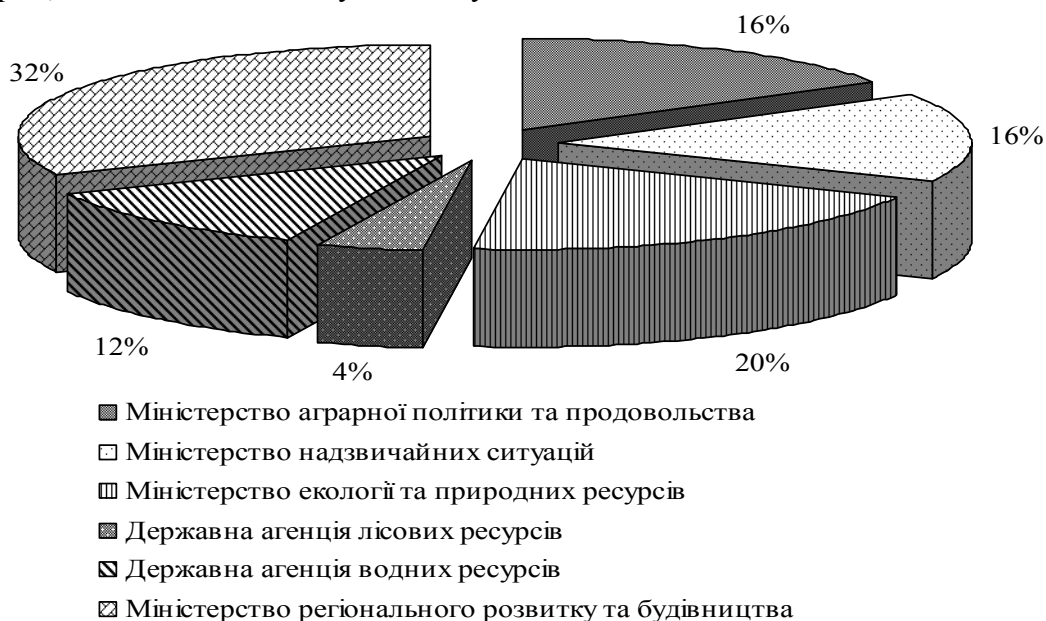 16%
32%
16%
12%
4%
20%
Міністерство аграрної політики та продовольства
Міністерство надзвичайних ситуацій
Міністерство екології та природних ресурсів
Державна агенція лісових ресурсів
Державна агенція водних ресурсів
Міністерство регіонального розвитку та будівництва